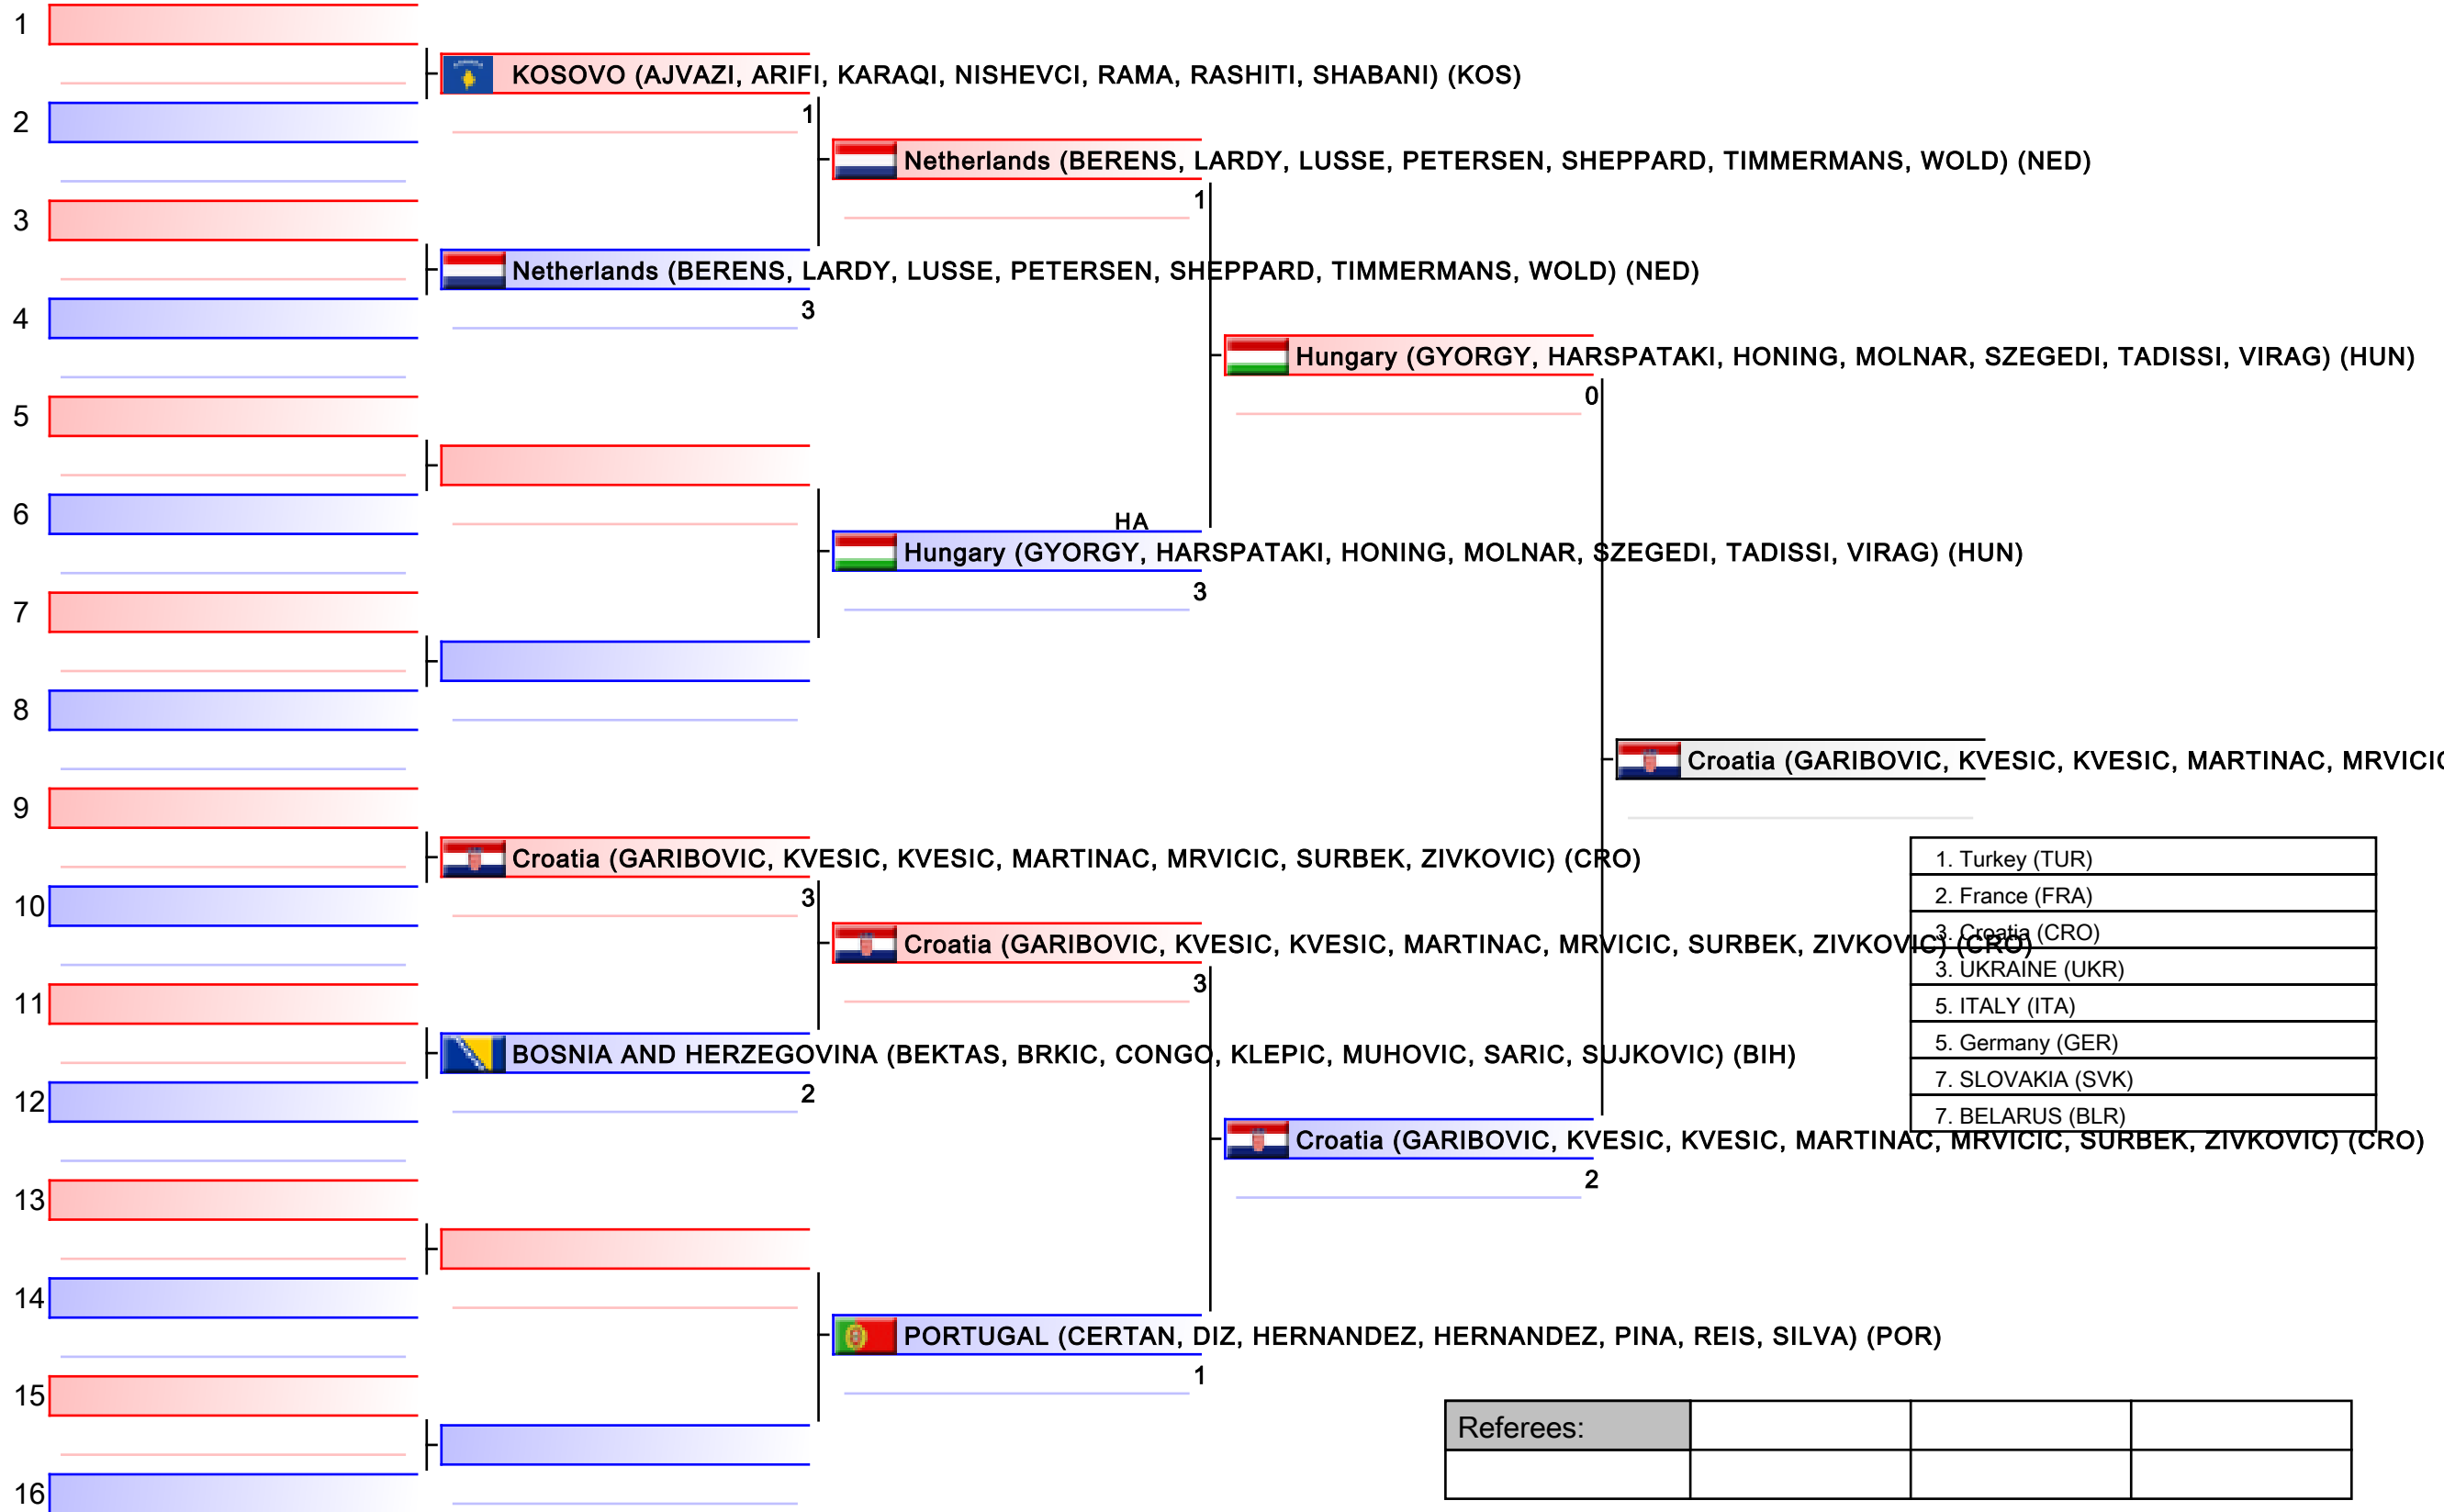 1
KOSOVO (AJVAZI, ARIFI, KARAQI, NISHEVCI, RAMA, RASHITI, SHABANI) (KOS)
1
2
Netherlands (BERENS, LARDY, LUSSE, PETERSEN, SHEPPARD, TIMMERMANS, WOLD) (NED)
1
3
Netherlands (BERENS, LARDY, LUSSE, PETERSEN, SHEPPARD, TIMMERMANS, WOLD) (NED)
3
4
Hungary (GYORGY, HARSPATAKI, HONING, MOLNAR, SZEGEDI, TADISSI, VIRAG) (HUN)
0
5
6
HA
Hungary (GYORGY, HARSPATAKI, HONING, MOLNAR, SZEGEDI, TADISSI, VIRAG) (HUN)
3
7
8
Croatia (GARIBOVIC, KVESIC, KVESIC, MARTINAC, MRVICIC
9
Croatia (GARIBOVIC, KVESIC, KVESIC, MARTINAC, MRVICIC, SURBEK, ZIVKOVIC) (CRO)
3
10
Croatia (GARIBOVIC, KVESIC, KVESIC, MARTINAC, MRVICIC, SURBEK, ZIVKOVIC) (CRO)
3
1. Turkey (TUR)
2. France (FRA)
3. Croatia (CRO)
3. UKRAINE (UKR)
5. ITALY (ITA)
5. Germany (GER)
7. SLOVAKIA (SVK)
7. BELARUS (BLR)
11
BOSNIA AND HERZEGOVINA (BEKTAS, BRKIC, CONGO, KLEPIC, MUHOVIC, SARIC, SUJKOVIC) (BIH)
2
12
Croatia (GARIBOVIC, KVESIC, KVESIC, MARTINAC, MRVICIC, SURBEK, ZIVKOVIC) (CRO)
2
13
14
PORTUGAL (CERTAN, DIZ, HERNANDEZ, HERNANDEZ, PINA, REIS, SILVA) (POR)
1
15
Referees:
16